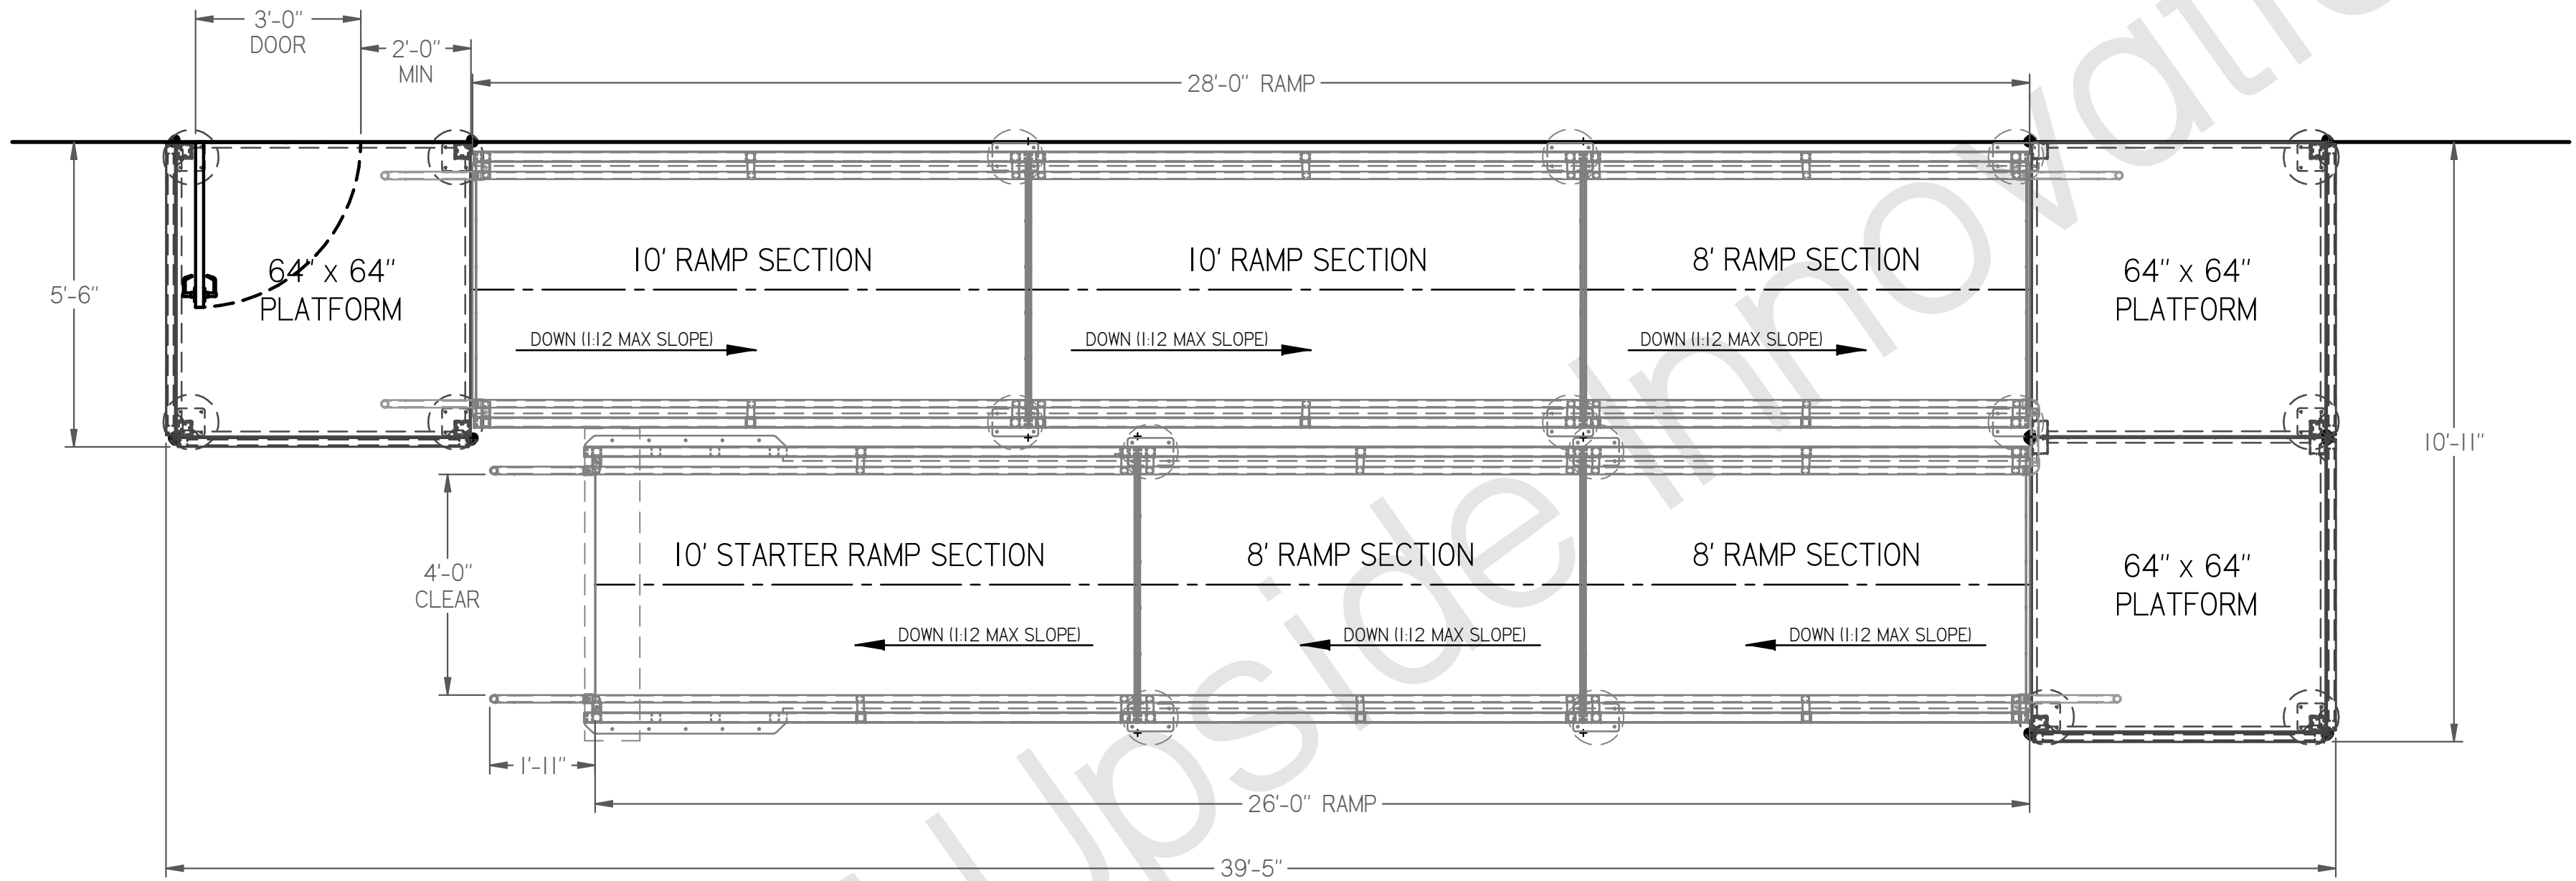 3'-0"
DOOR
2'-0"
MIN
28'-0" RAMP
10' RAMP SECTION
10' RAMP SECTION
8' RAMP SECTION
64" x 64"
PLATFORM
64" x 64"
PLATFORM
5'-6"
DOWN (1:12 MAX SLOPE)
DOWN (1:12 MAX SLOPE)
DOWN (1:12 MAX SLOPE)
10'-11"
10' STARTER RAMP SECTION
8' RAMP SECTION
8' RAMP SECTION
64" x 64"
PLATFORM
4'-0"
CLEAR
DOWN (1:12 MAX SLOPE)
DOWN (1:12 MAX SLOPE)
DOWN (1:12 MAX SLOPE)
1'-11"
26'-0" RAMP
39'-5"
Upside